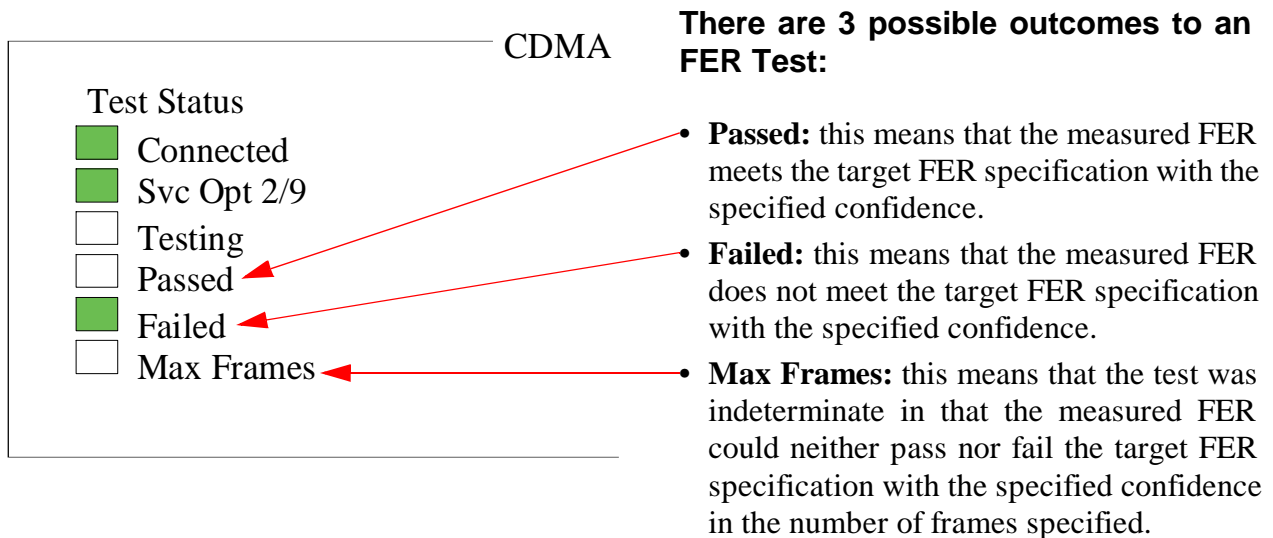 CDMA
Test Status
Connected
Svc Opt 2/9
Testing
Passed
Failed
Max Frames
There are 3 possible outcomes to an
FER Test:
• Passed: this means that the measured FER
meets the target FER specification with the
specified confidence.
• Failed: this means that the measured FER
does not meet the target FER specification
with the specified confidence.
• Max Frames: this means that the test was
indeterminate in that the measured FER
could neither pass nor fail the target FER
specification with the specified confidence
in the number of frames specified.